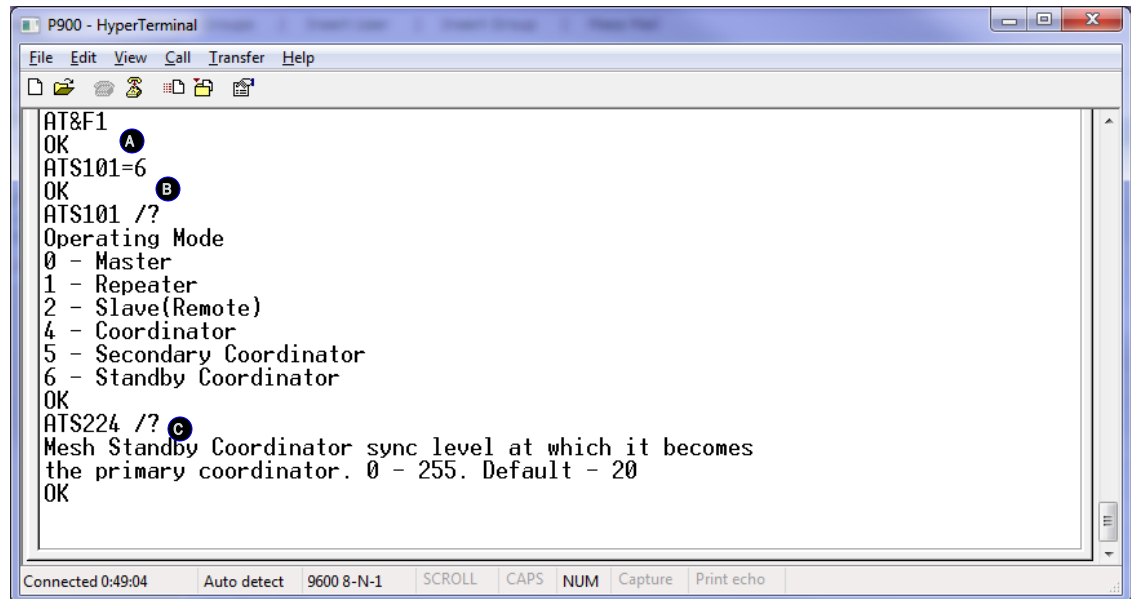 P900 - HyperTerminal
File Edit View Call Transfer Help
AT&F1
OK A
ATS101=6
OK B
ATS101 /?
Operating Mode
0 - Master
1 - Repeater
2 - Slave(Remote)
4 - Coordinator
5 - Secondary Coordinator
6 - Standby Coordinator
OK
ATS224 /? C
Mesh Standby Coordinator sync level at which it becomes
the primary coordinator. 0 - 255. Default - 20
OK
Connected 0:49:04 Auto detect 9600 8-N-1 SCROLL CAPS NUM Capture Print echo